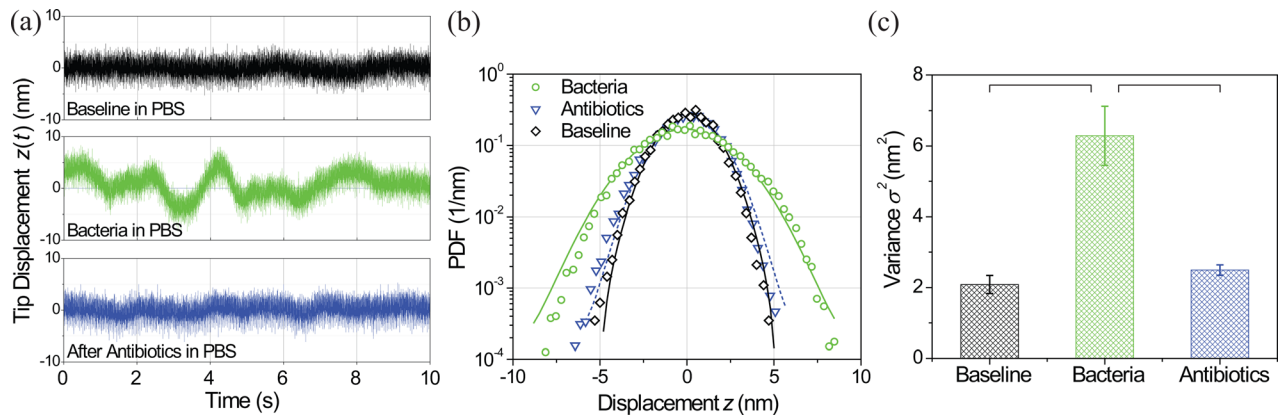 (a)
Tip Displacement z(t) (nm)
10
0
-10
Baseline in PBS
10
0
-10
Bacteria in PBS
10
0
-10
After Antibiotics in PBS
0 2 4 6 8 10
Time (s)
(b)
PDF (1/nm)
10⁰
10⁻¹
10⁻²
10⁻³
10⁻⁴
Bacteria
Antibiotics
Baseline
-10 -5 0 5 10
Displacement z (nm)
(c)
Variance σ² (nm²)
8
6
4
2
0
Baseline Bacteria Antibiotics